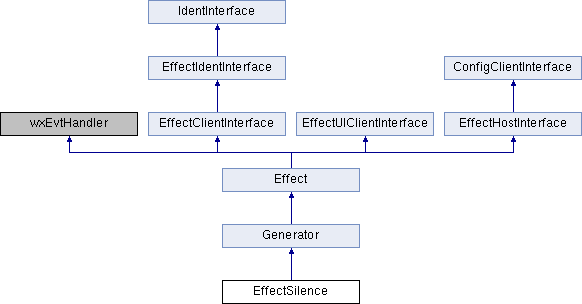 IdentInterface
EffectIdentInterface
ConfigClientInterface
wxEvtHandler
EffectClientInterface
EffectUIClientInterface
EffectHostInterface
Effect
Generator
EffectSilence